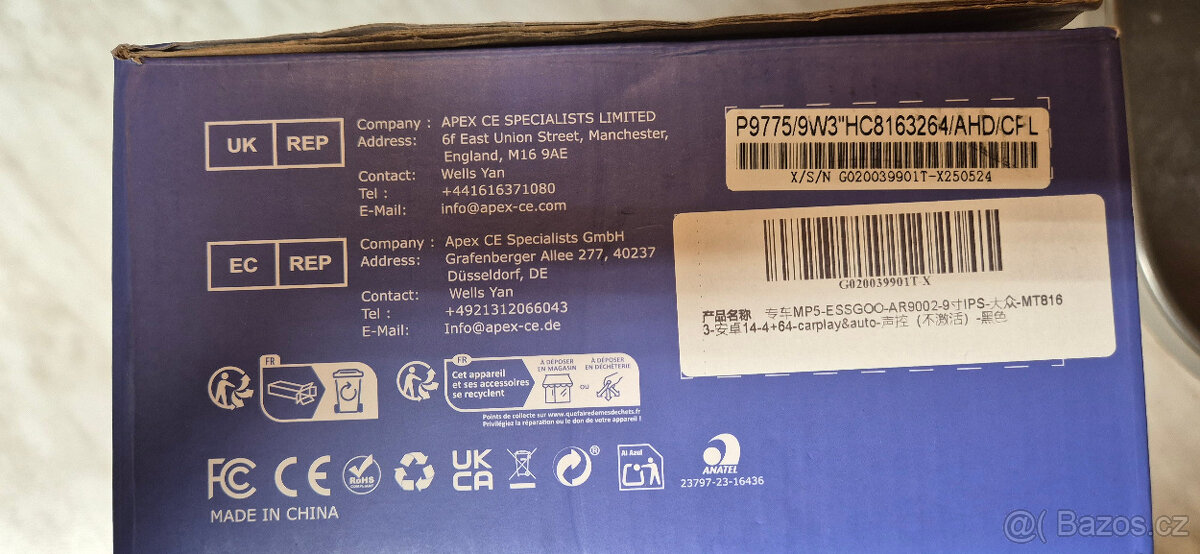 UK REP
Company : APEX CE SPECIALISTS LIMITED
Address: 6f East Union Street, Manchester,
England, M16 9AE
Contact: Wells Yan
Tel : +441616371080
E-Mail: info@apex-ce.com
EC REP
Company : Apex CE Specialists GmbH
Address: Grafenberger Allee 277, 40237
Düsseldorf, DE
Contact: Wells Yan
Tel : +4921312066043
E-Mail: Info@apex-ce.de
P9775/9W3"HC8163264/AHD/CPL
X/S/N G020039901T-X250524
G020039901T-X
产品名称 专车MP5-ESSGOO-AR9002-9寸IPS-大众-MT816
3-安卓14-4+64-carplay&auto-声控（不激活）-黑色
FR
FR
Cet appareil
et ses accessoires
se recyclent
À DÉPOSER
EN MAGASIN
OU
À DÉPOSER
EN DÉCHÈTERIE
Points de collecte sur www.quefairedemesdechets.fr
Privilégiez la réparation ou le don de votre appareil !
FC CE RoHS
COMPLIANT
UK
CA
®
Al Azul
ANATEL
23797-23-16436
MADE IN CHINA
@( Bazos.cz